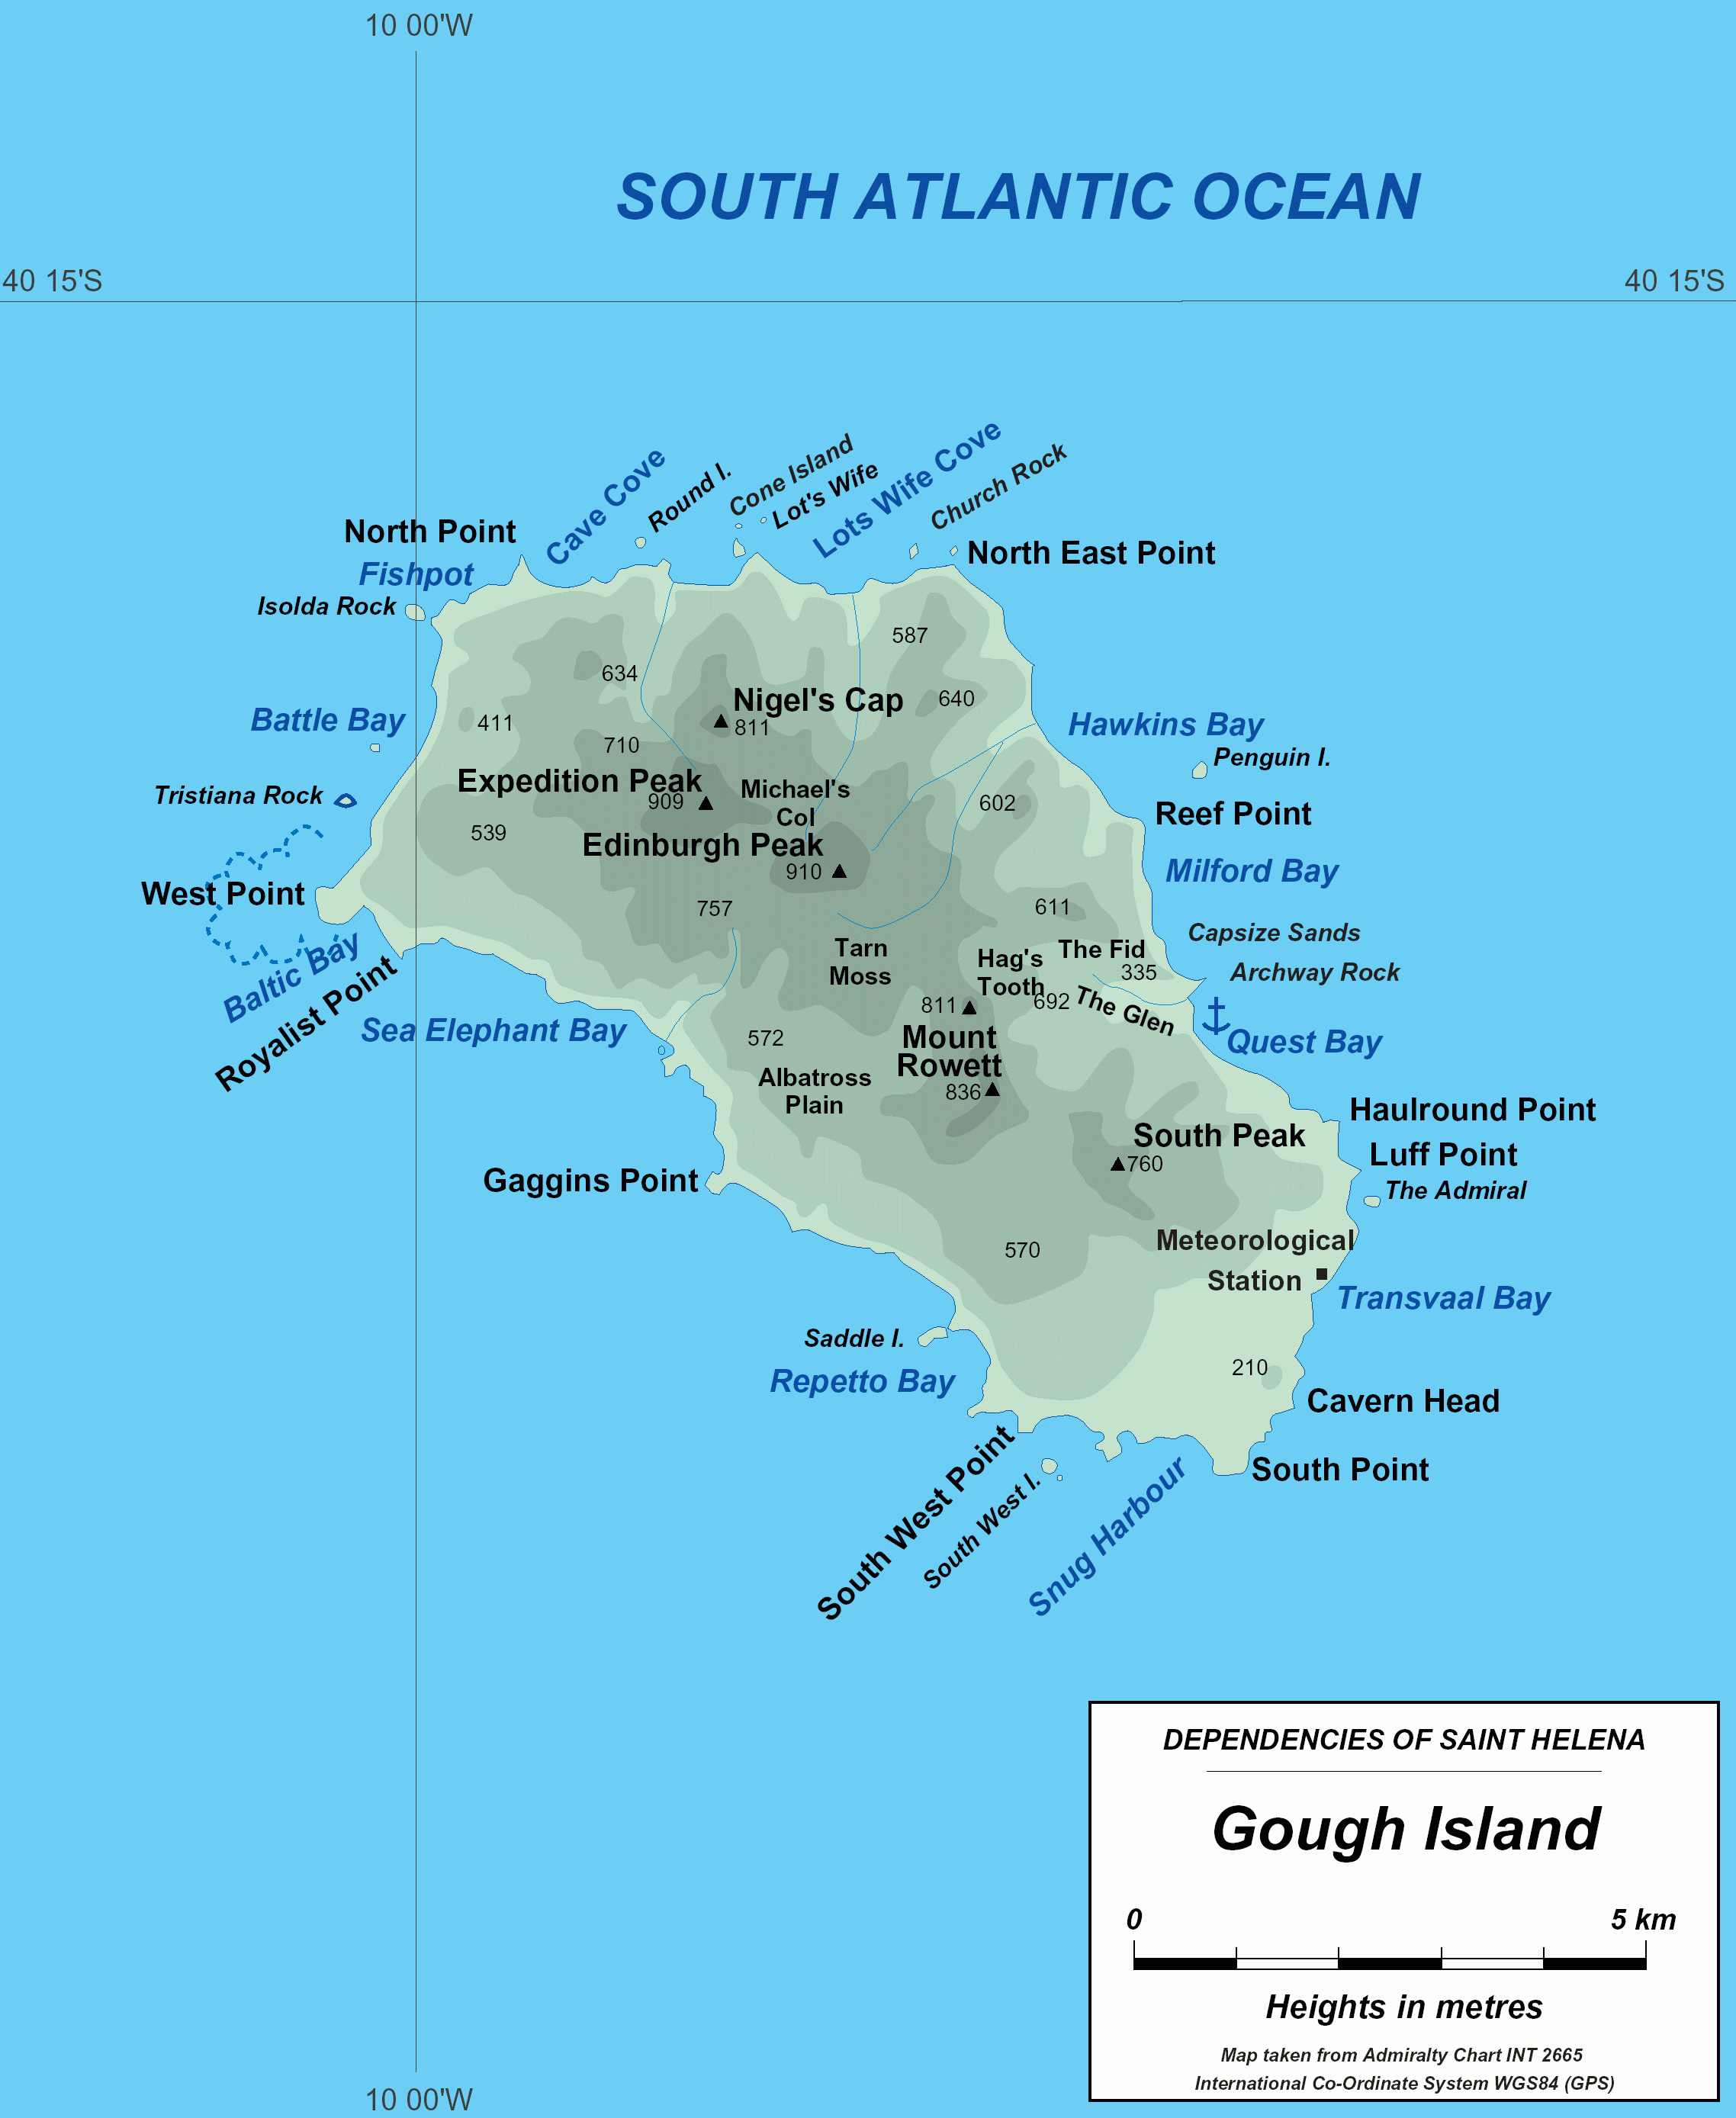 10 00'W
SOUTH ATLANTIC OCEAN
40 15'S
40 15'S
Cave Cove
Round I.
Cone Island
Lot's Wife
Lots Wife Cove
Church Rock
North Point
North East Point
Fishpot
Isolda Rock
587
634
640
Nigel's Cap
811
Battle Bay
411
Hawkins Bay
710
Penguin I.
Expedition Peak
909
Michael's
Col
Tristiana Rock
602
Reef Point
539
Edinburgh Peak
910
Milford Bay
West Point
757
611
Capsize Sands
The Fid
335
Tarn
Moss
Hag's
Tooth
Archway Rock
Baltic Bay
Royalist Point
811
692
The Glen
Sea Elephant Bay
572
Mount
Rowett
836
Quest Bay
Albatross
Plain
Haulround Point
South Peak
760
Luff Point
Gaggins Point
The Admiral
Meteorological
Station
570
Transvaal Bay
Saddle I.
Repetto Bay
210
Cavern Head
South West Point
South West I.
Snug Harbour
South Point
DEPENDENCIES OF SAINT HELENA
Gough Island
0
5 km
Heights in metres
Map taken from Admiralty Chart INT 2665
International Co-Ordinate System WGS84 (GPS)
10 00'W